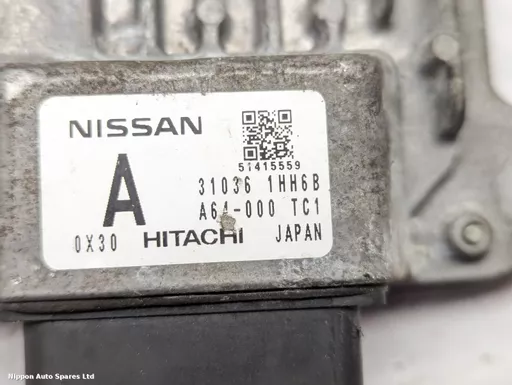 NISSAN
51415559
A
31036 1HH6B
A64-000 TC1
0X30 HITACHI JAPAN
Nippon Auto Spares Ltd